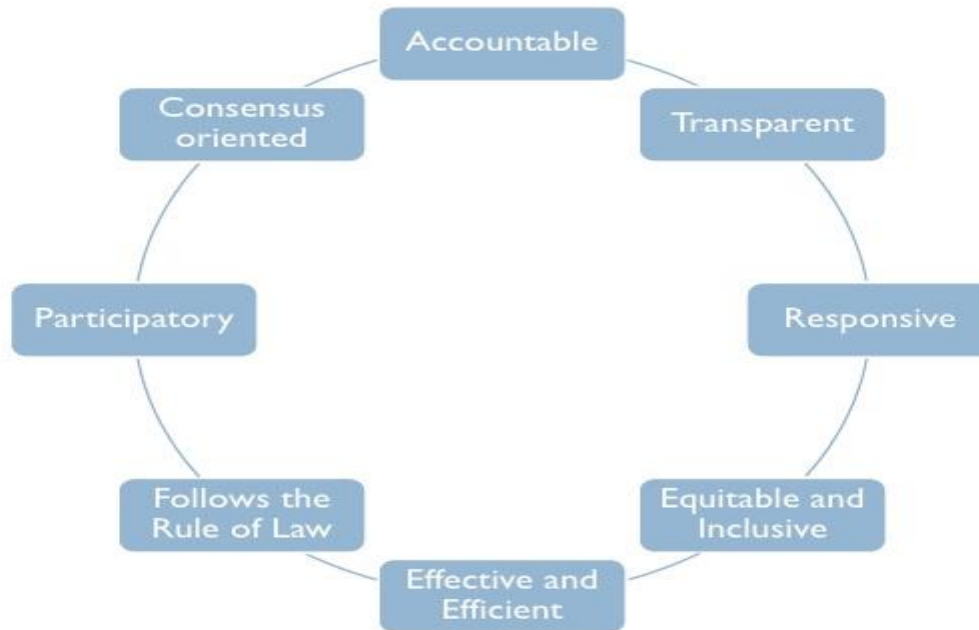 Accountable
Transparent
Responsive
Equitable and
Inclusive
Effective and
Efficient
Follows the
Rule of Law
Participatory
Consensus
oriented